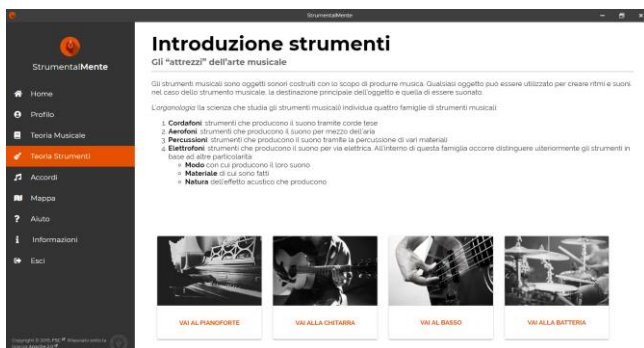 StrumentalMente
StrumentalMente
Home
Profilo
Teoria Musicale
Teoria Strumenti
Accordi
Mappa
Aiuto
Informazioni
Esci
Introduzione strumenti
Gli “attrezzi” dell’arte musicale
Gli strumenti musicali sono oggetti sonori costruiti con lo scopo di produrre musica. Qualsiasi oggetto può essere utilizzato per creare ritmi e suoni
nel caso dello strumento musicale, la destinazione principale dell'oggetto è quella di essere suonato.
L'organologia (la scienza che studia gli strumenti musicali) individua quattro famiglie di strumenti musicali:
1. Cordafoni: strumenti che producono il suono tramite corde tese
2. Aerofoni: strumenti che producono il suono per mezzo dell'aria
3. Percussioni: strumenti che producono il suono tramite la percussione di vari materiali
4. Elettrofoni: strumenti che producono il suono per via elettrica. All'interno di questa famiglia occorre distinguere ulteriormente gli strumenti in
base ad altre particolarità:
Modo con cui producono il loro suono
Materiale di cui sono fatti
Natura dell'effetto acustico che producono
VAI AL PIANOFORTE
VAI ALLA CHITARRA
VAI AL BASSO
VAI ALLA BATTERIA